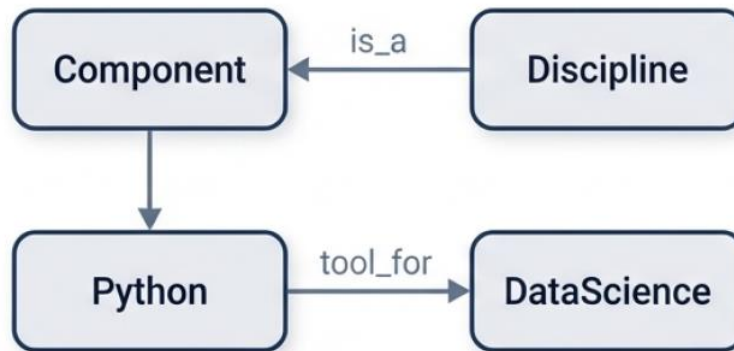 Component
is_a
Discipline
Python
tool_for
DataScience